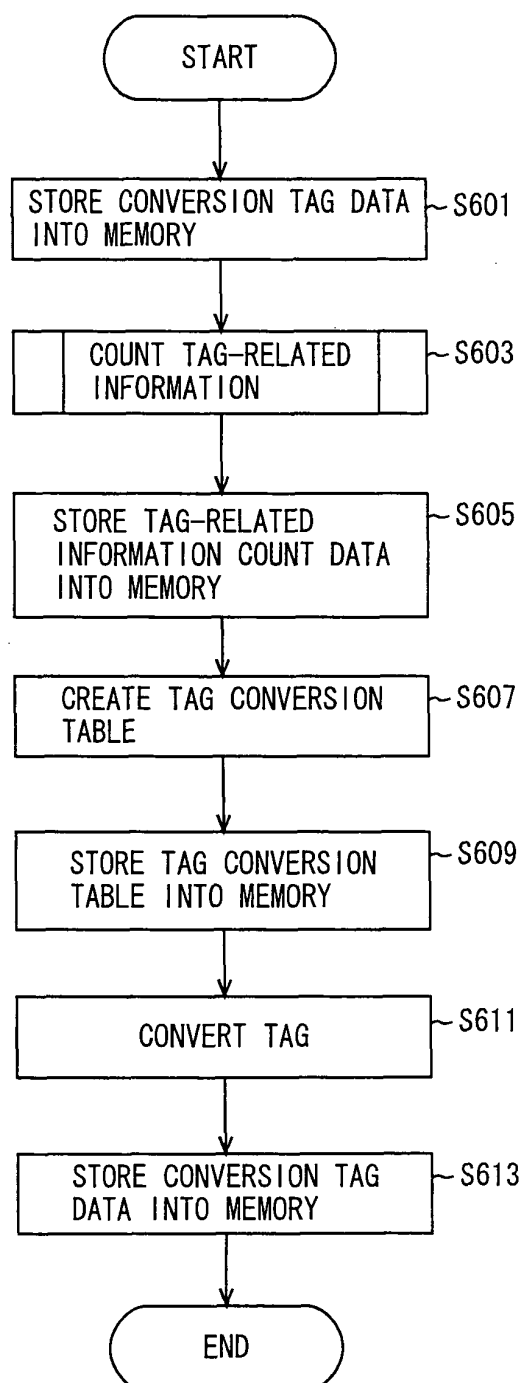 START
STORE CONVERSION TAG DATA
INTO MEMORY
S601
COUNT TAG-RELATED
INFORMATION
S603
STORE TAG-RELATED
INFORMATION COUNT DATA
INTO MEMORY
S605
CREATE TAG CONVERSION
TABLE
S607
STORE TAG CONVERSION
TABLE INTO MEMORY
S609
CONVERT TAG
S611
STORE CONVERSION TAG
DATA INTO MEMORY
S613
END